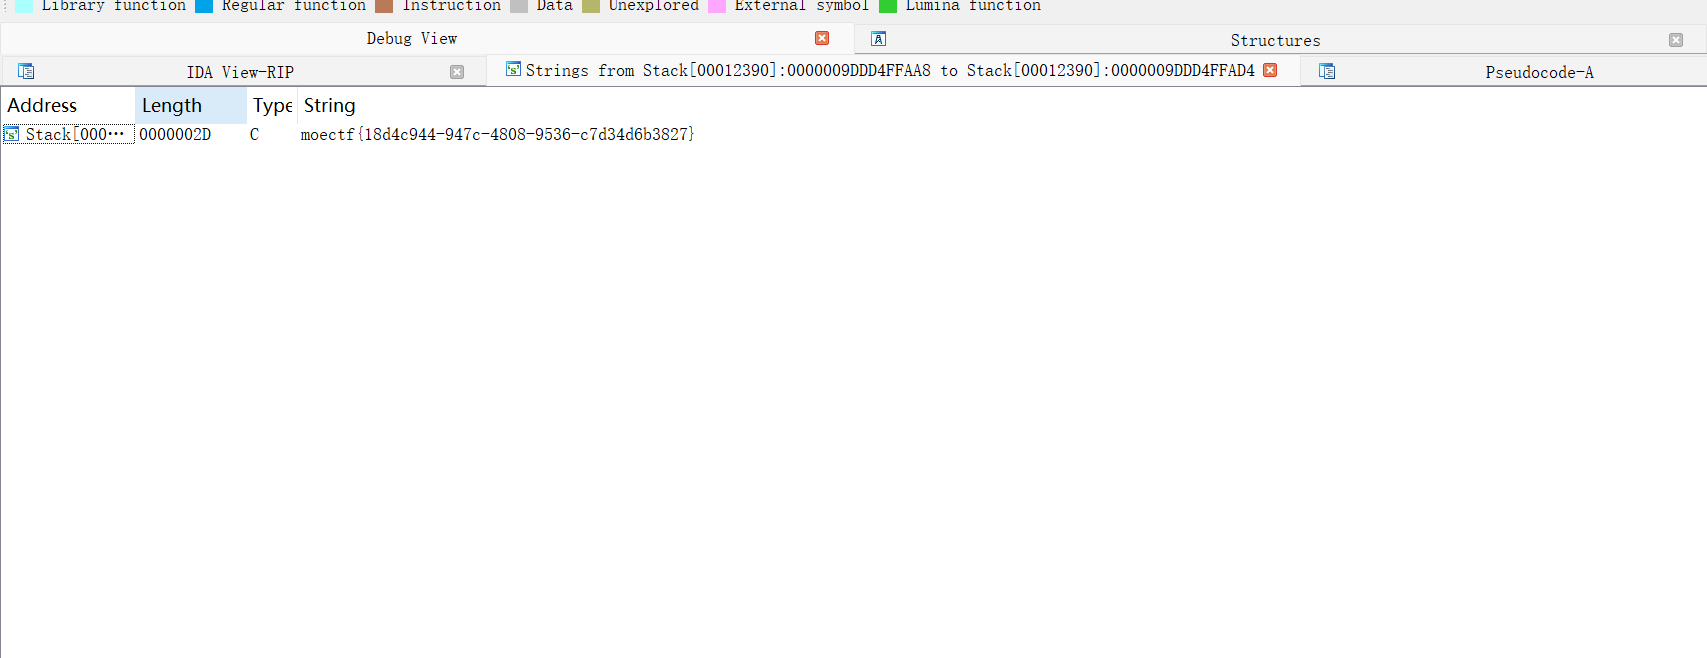 Library function Regular function Instruction Data Unexplored External symbol Lumina function
Debug View Structures
IDA View-RIP Strings from Stack[00012390]:0000009DDD4FFAA8 to Stack[00012390]:0000009DDD4FFAD4 Pseudocode-A
Address Length Type String
Stack[000… 0000002D C moectf{18d4c944-947c-4808-9536-c7d34d6b3827}